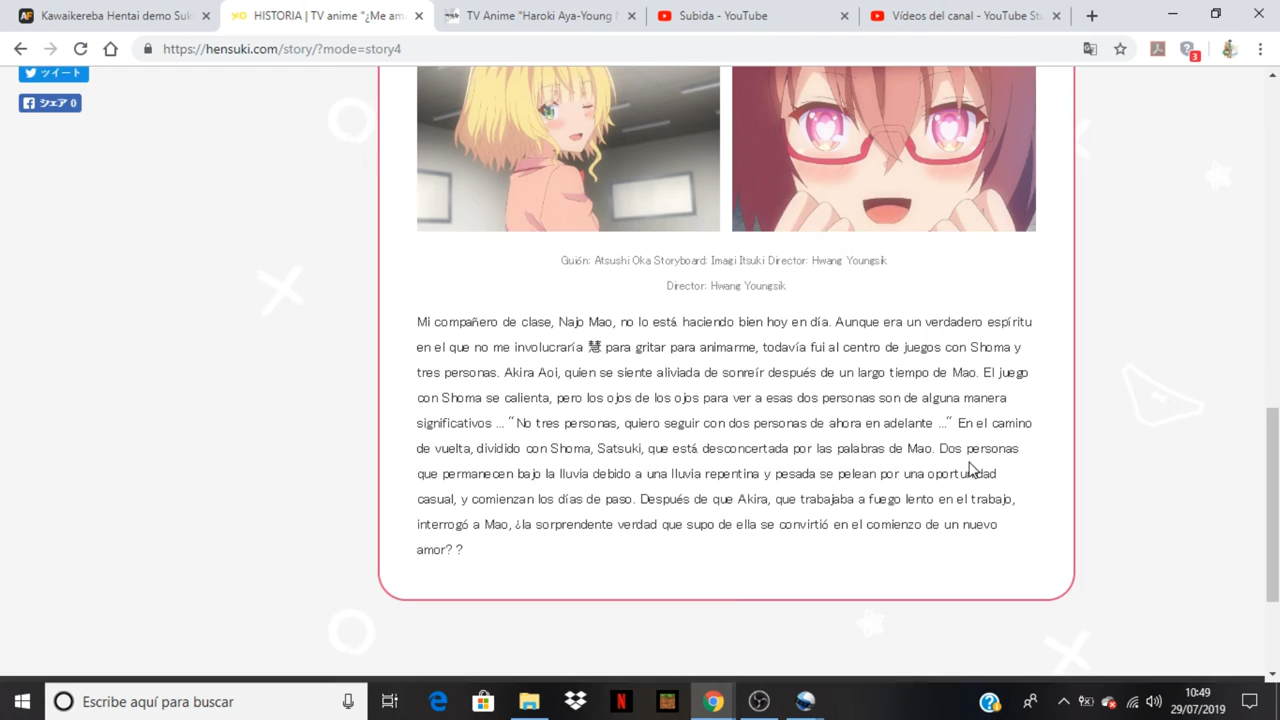 Kawaikereba Hentai demo Suk
HISTORIA | TV anime "¿Me am
TV Anime "Haroki Aya-Young
Subida - YouTube
Vídeos del canal - YouTube Stu
https://hensuki.com/story/?mode=story4
3
ツイート
シェア 0
Guión: Atsushi Oka Storyboard: Imagi Itsuki Director: Hwang Youngsik
Director: Hwang Youngsik
Mi compañero de clase, Najo Mao, no lo está haciendo bien hoy en día. Aunque era un verdadero espíritu
en el que no me involucraría 慧 para gritar para animarme, todavía fui al centro de juegos con Shoma y
tres personas. Akira Aoi, quien se siente aliviada de sonreír después de un largo tiempo de Mao. El juego
con Shoma se calienta, pero los ojos de los ojos para ver a esas dos personas son de alguna manera
significativos ... "No tres personas, quiero seguir con dos personas de ahora en adelante ..." En el camino
de vuelta, dividido con Shoma, Satsuki, que está desconcertada por las palabras de Mao. Dos personas
que permanecen bajo la lluvia debido a una lluvia repentina y pesada se pelean por una oportunidad
casual, y comienzan los días de paso. Después de que Akira, que trabajaba a fuego lento en el trabajo,
interrogó a Mao, ¿la sorprendente verdad que supo de ella se convirtió en el comienzo de un nuevo
amor? ?
Escribe aquí para buscar
10:49
29/07/2019